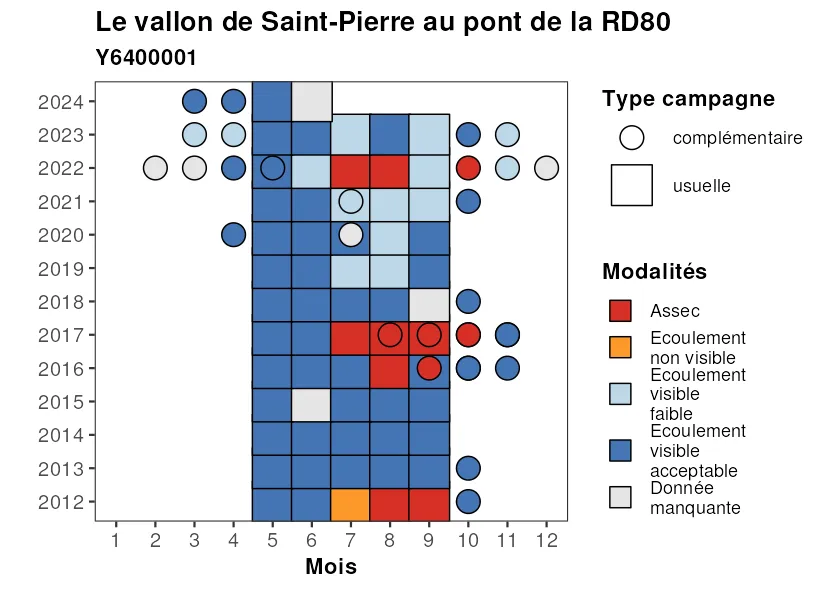 Le vallon de Saint-Pierre au pont de la RD80
Y6400001
2024
2023
2022
2021
2020
2019
2018
2017
2016
2015
2014
2013
2012
1 2 3 4 5 6 7 8 9 10 11 12
Mois
Type campagne
complémentaire
usuelle
Modalités
Assec
Ecoulement
non visible
Ecoulement
visible
faible
Ecoulement
visible
acceptable
Donnée
manquante